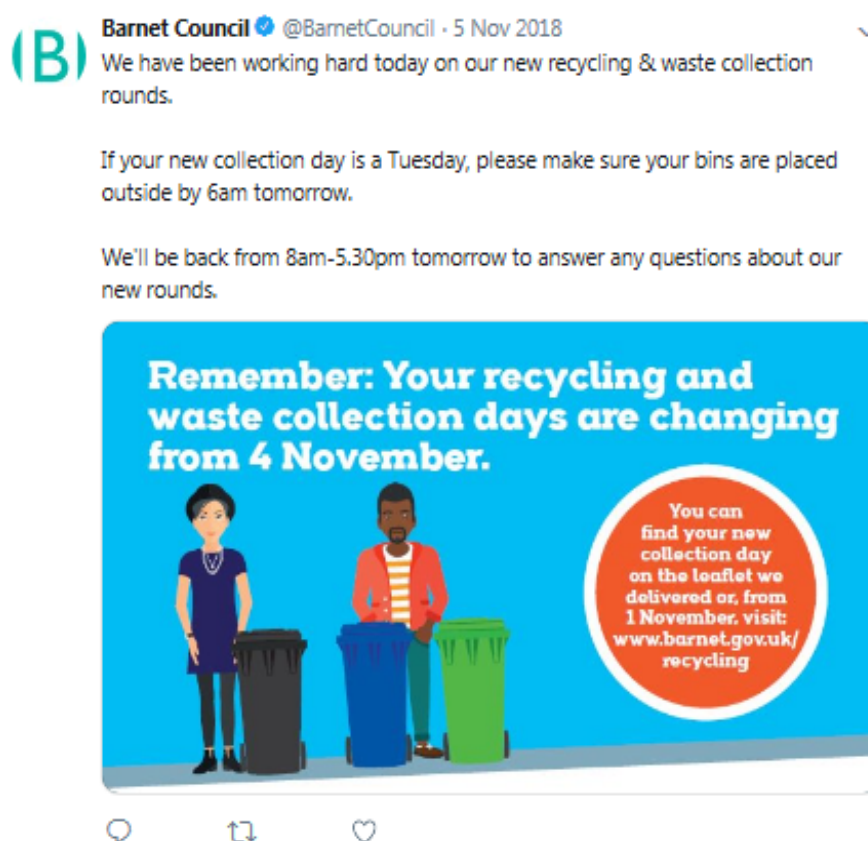 Barnet Council @BarnetCouncil · 5 Nov 2018
(B)
We have been working hard today on our new recycling & waste collection
rounds.
If your new collection day is a Tuesday, please make sure your bins are placed
outside by 6am tomorrow.
We'll be back from 8am-5.30pm tomorrow to answer any questions about our
new rounds.
Remember: Your recycling and
waste collection days are changing
from 4 November.
You can
find your new
collection day
on the leaflet we
delivered or, from
1 November, visit:
www.barnet.gov.uk/
recycling